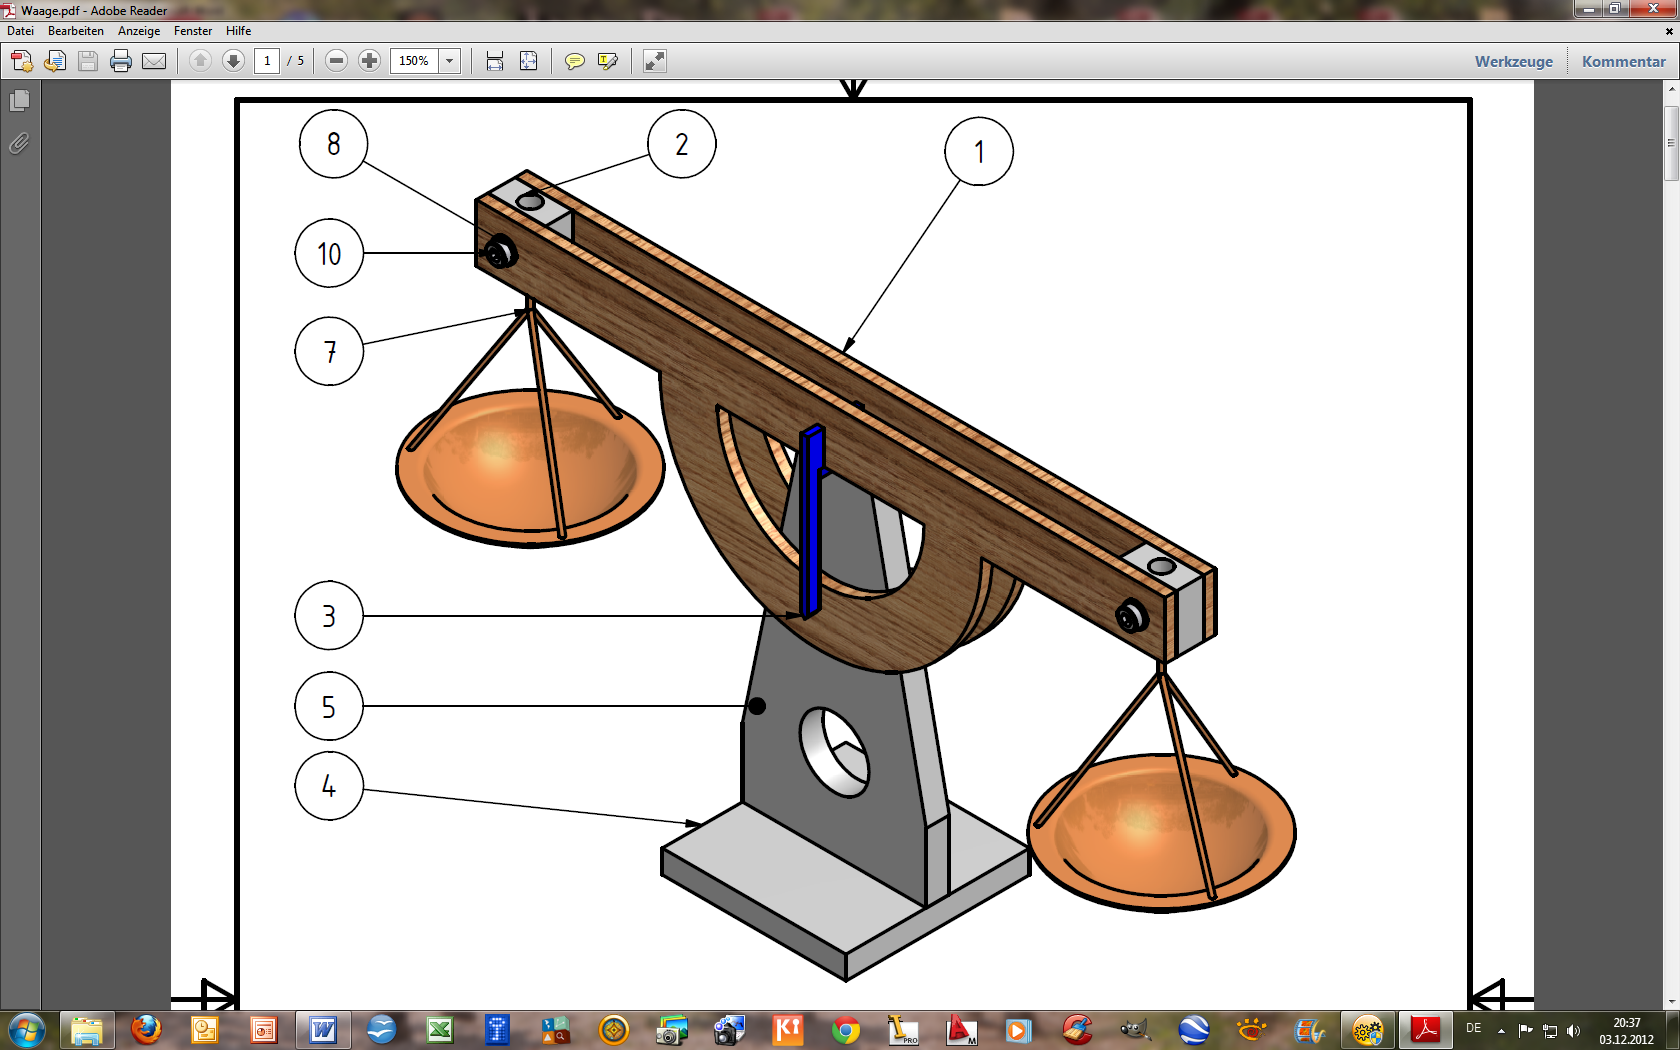 Waage.pdf - Adobe Reader
Datei Bearbeiten Anzeige Fenster Hilfe
1 / 5 150% Werkzeuge Kommentar
8
2
1
10
7
3
5
4
DE 20:37
03.12.2012